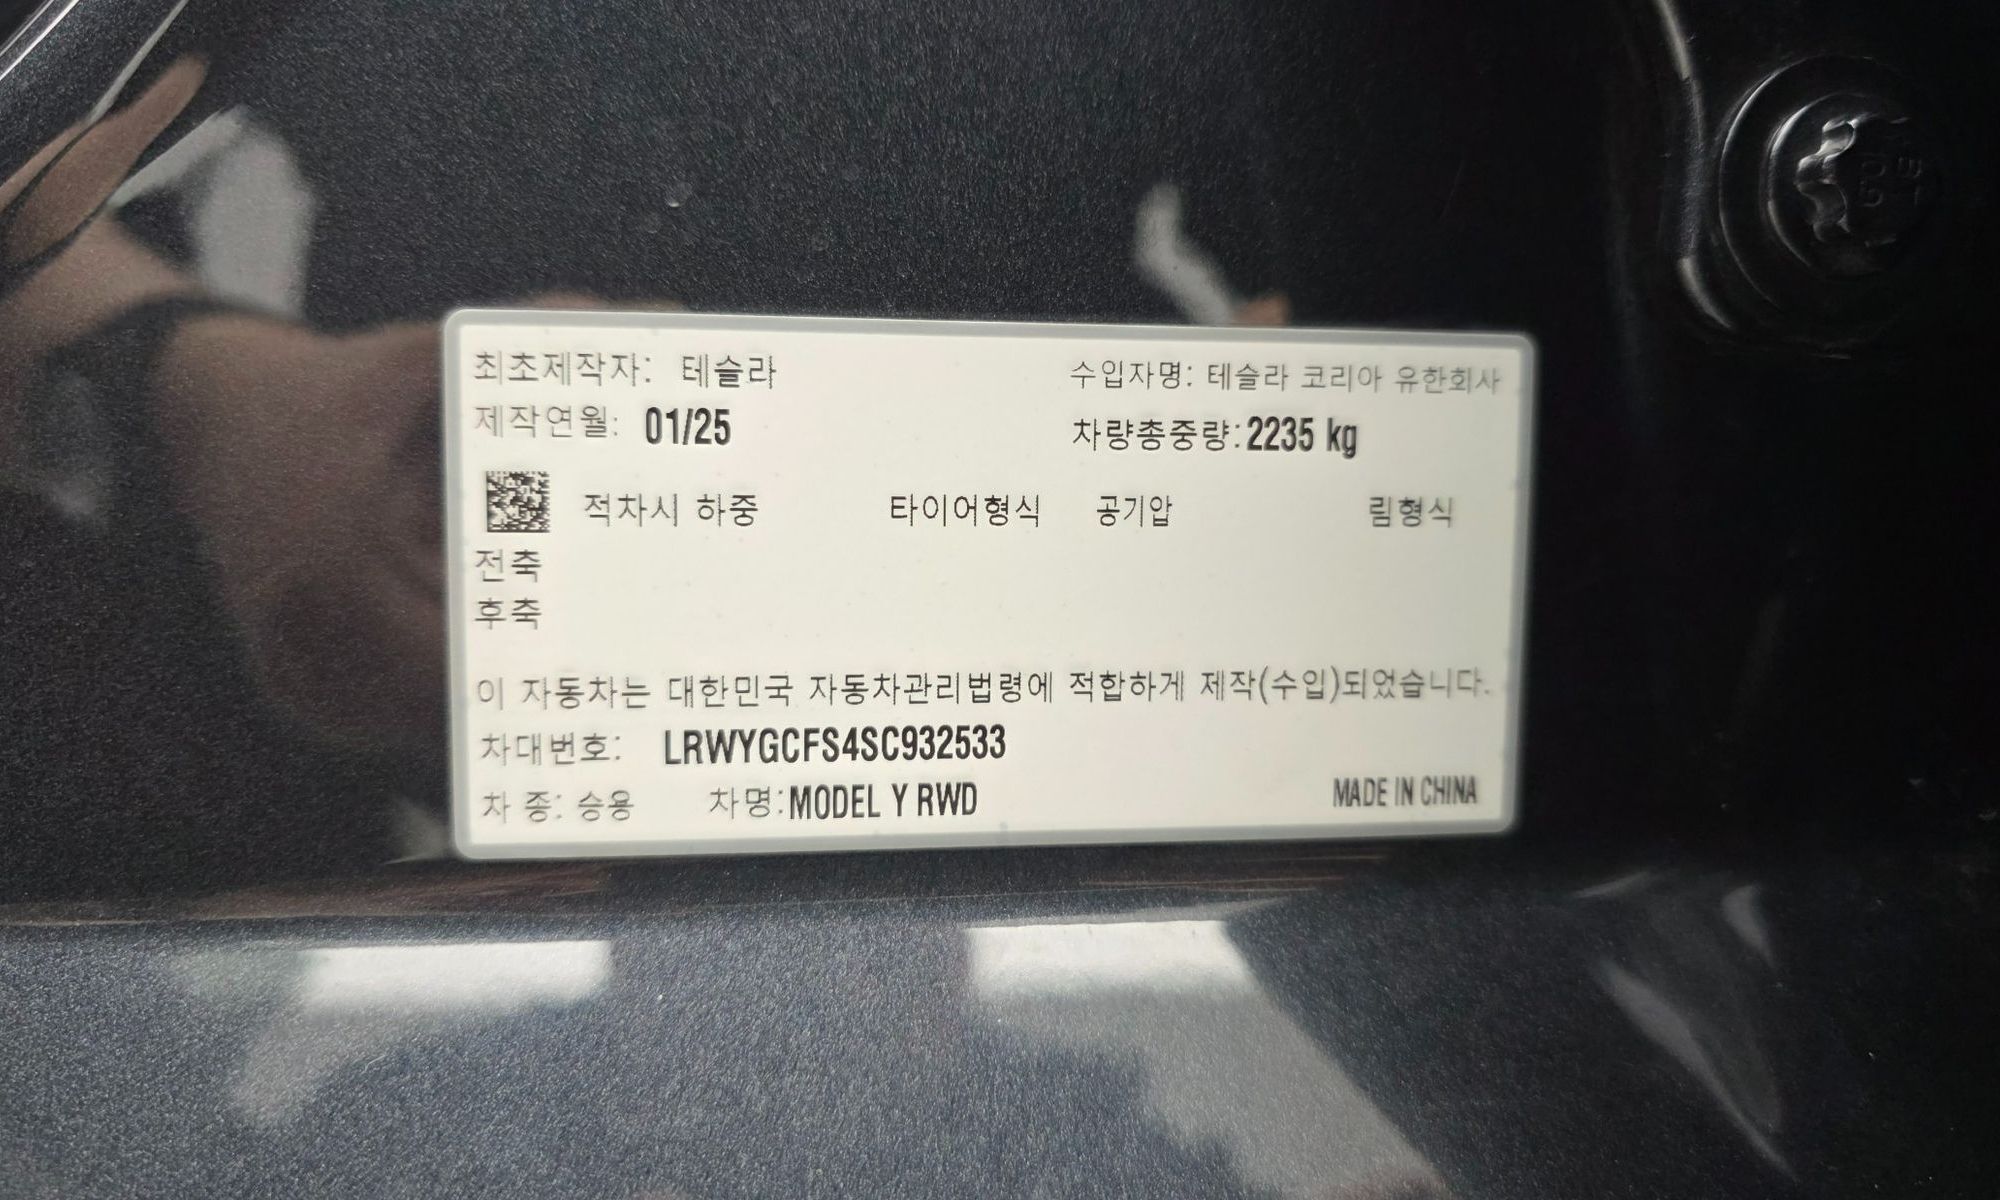 최초제작자: 테슬라 수입자명: 테슬라 코리아 유한회사
제작연월: 01/25 차량총중량:2235 kg
적차시 하중 타이어형식 공기압 림형식
전축
후축
이 자동차는 대한민국 자동차관리법령에 적합하게 제작(수입)되었습니다.
차대번호: LRWYGCFS4SC932533
차 종: 승용 차명:MODEL Y RWD MADE IN CHINA